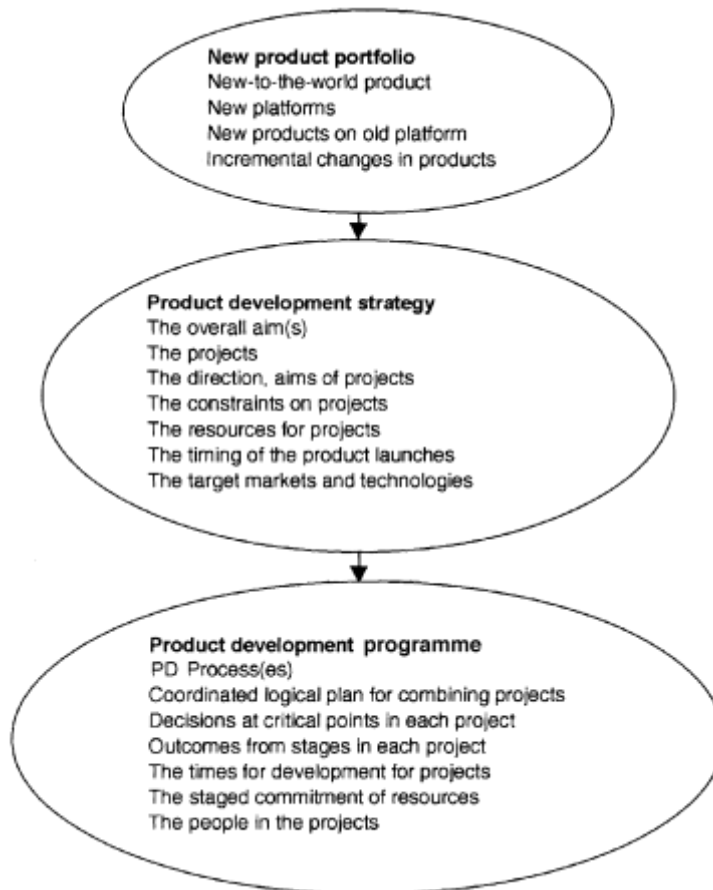 New product portfolio
New-to-the-world product
New platforms
New products on old platform
Incremental changes in products
Product development strategy
The overall aim(s)
The projects
The direction, aims of projects
The constraints on projects
The resources for projects
The timing of the product launches
The target markets and technologies
Product development programme
PD Process(es)
Coordinated logical plan for combining projects
Decisions at critical points in each project
Outcomes from stages in each project
The times for development for projects
The staged commitment of resources
The people in the projects